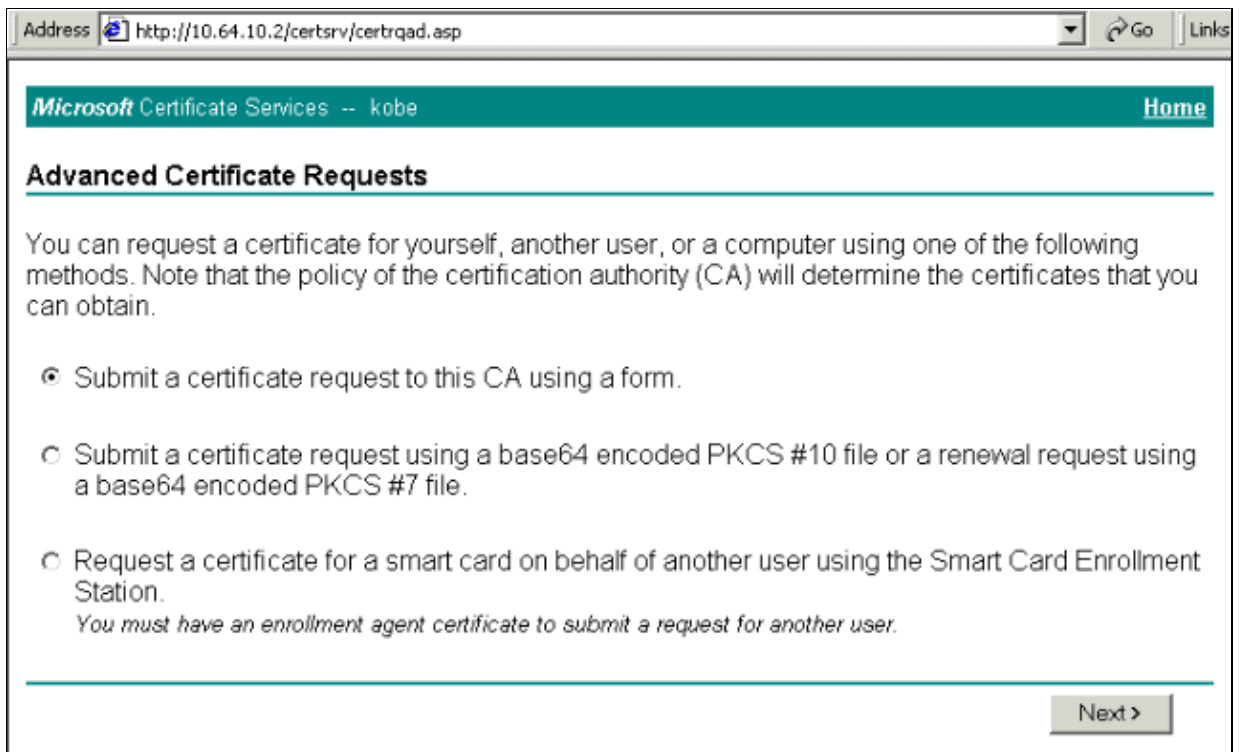 Address http://10.64.10.2/certsrv/certrqad.asp Go Links
Microsoft Certificate Services -- kobe Home
Advanced Certificate Requests
You can request a certificate for yourself, another user, or a computer using one of the following
methods. Note that the policy of the certification authority (CA) will determine the certificates that you
can obtain.
Submit a certificate request to this CA using a form.
Submit a certificate request using a base64 encoded PKCS #10 file or a renewal request using
a base64 encoded PKCS #7 file.
Request a certificate for a smart card on behalf of another user using the Smart Card Enrollment
Station.
You must have an enrollment agent certificate to submit a request for another user.
Next >